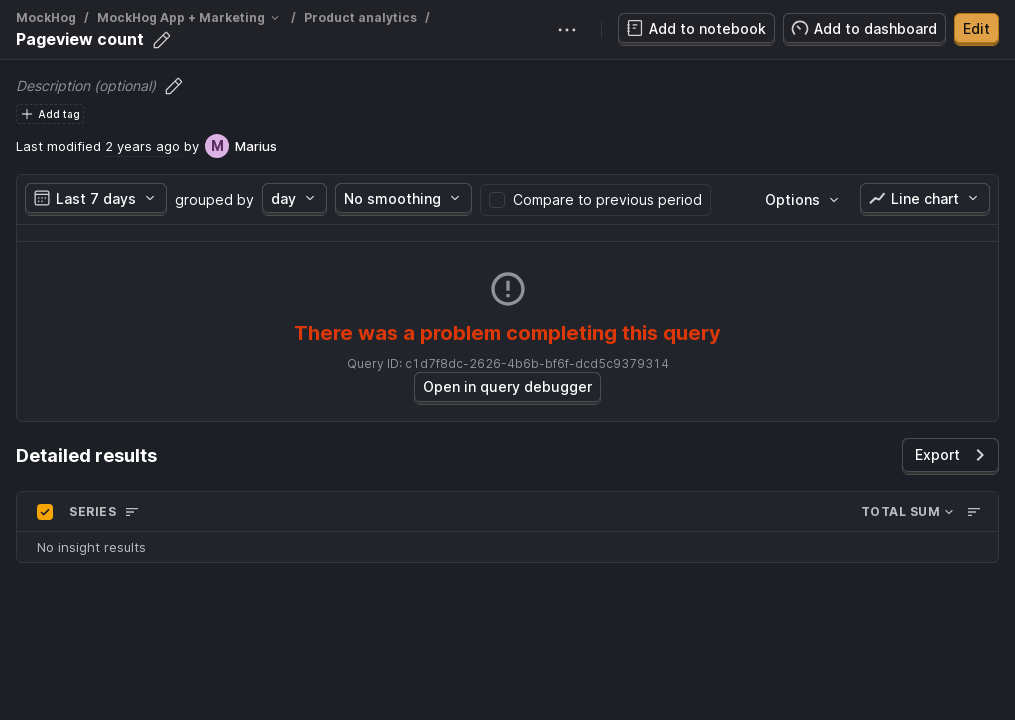 MockHog / MockHog App + Marketing / Product analytics /
Pageview count
Add to notebook
Add to dashboard
Edit
Description (optional)
Add tag
Last modified 2 years ago by M Marius
Last 7 days grouped by day No smoothing Compare to previous period Options Line chart
There was a problem completing this query
Query ID: c1d7f8dc-2626-4b6b-bf6f-dcd5c9379314
Open in query debugger
Detailed results
Export
SERIES TOTAL SUM
No insight results